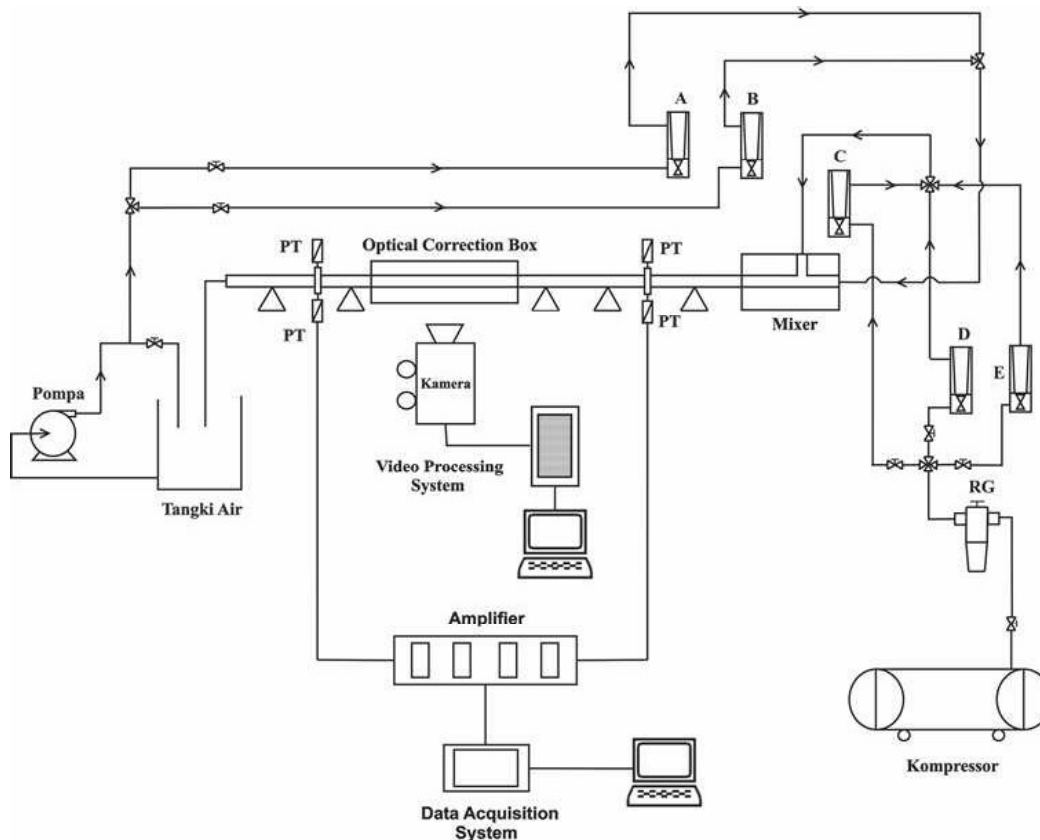 A
B
C
PT
Optical Correction Box
PT
PT
PT
Mixer
D
E
Kamera
Pompa
Video Processing
System
Tangki Air
RG
Amplifier
Kompressor
Data Acquisition
System